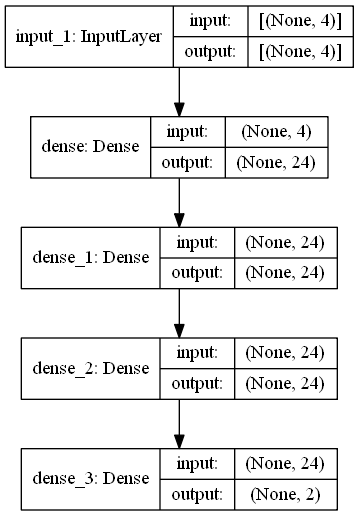 input_1: InputLayer
input: [(None, 4)]
output: [(None, 4)]
dense: Dense
input: (None, 4)
output: (None, 24)
dense_1: Dense
input: (None, 24)
output: (None, 24)
dense_2: Dense
input: (None, 24)
output: (None, 24)
dense_3: Dense
input: (None, 24)
output: (None, 2)